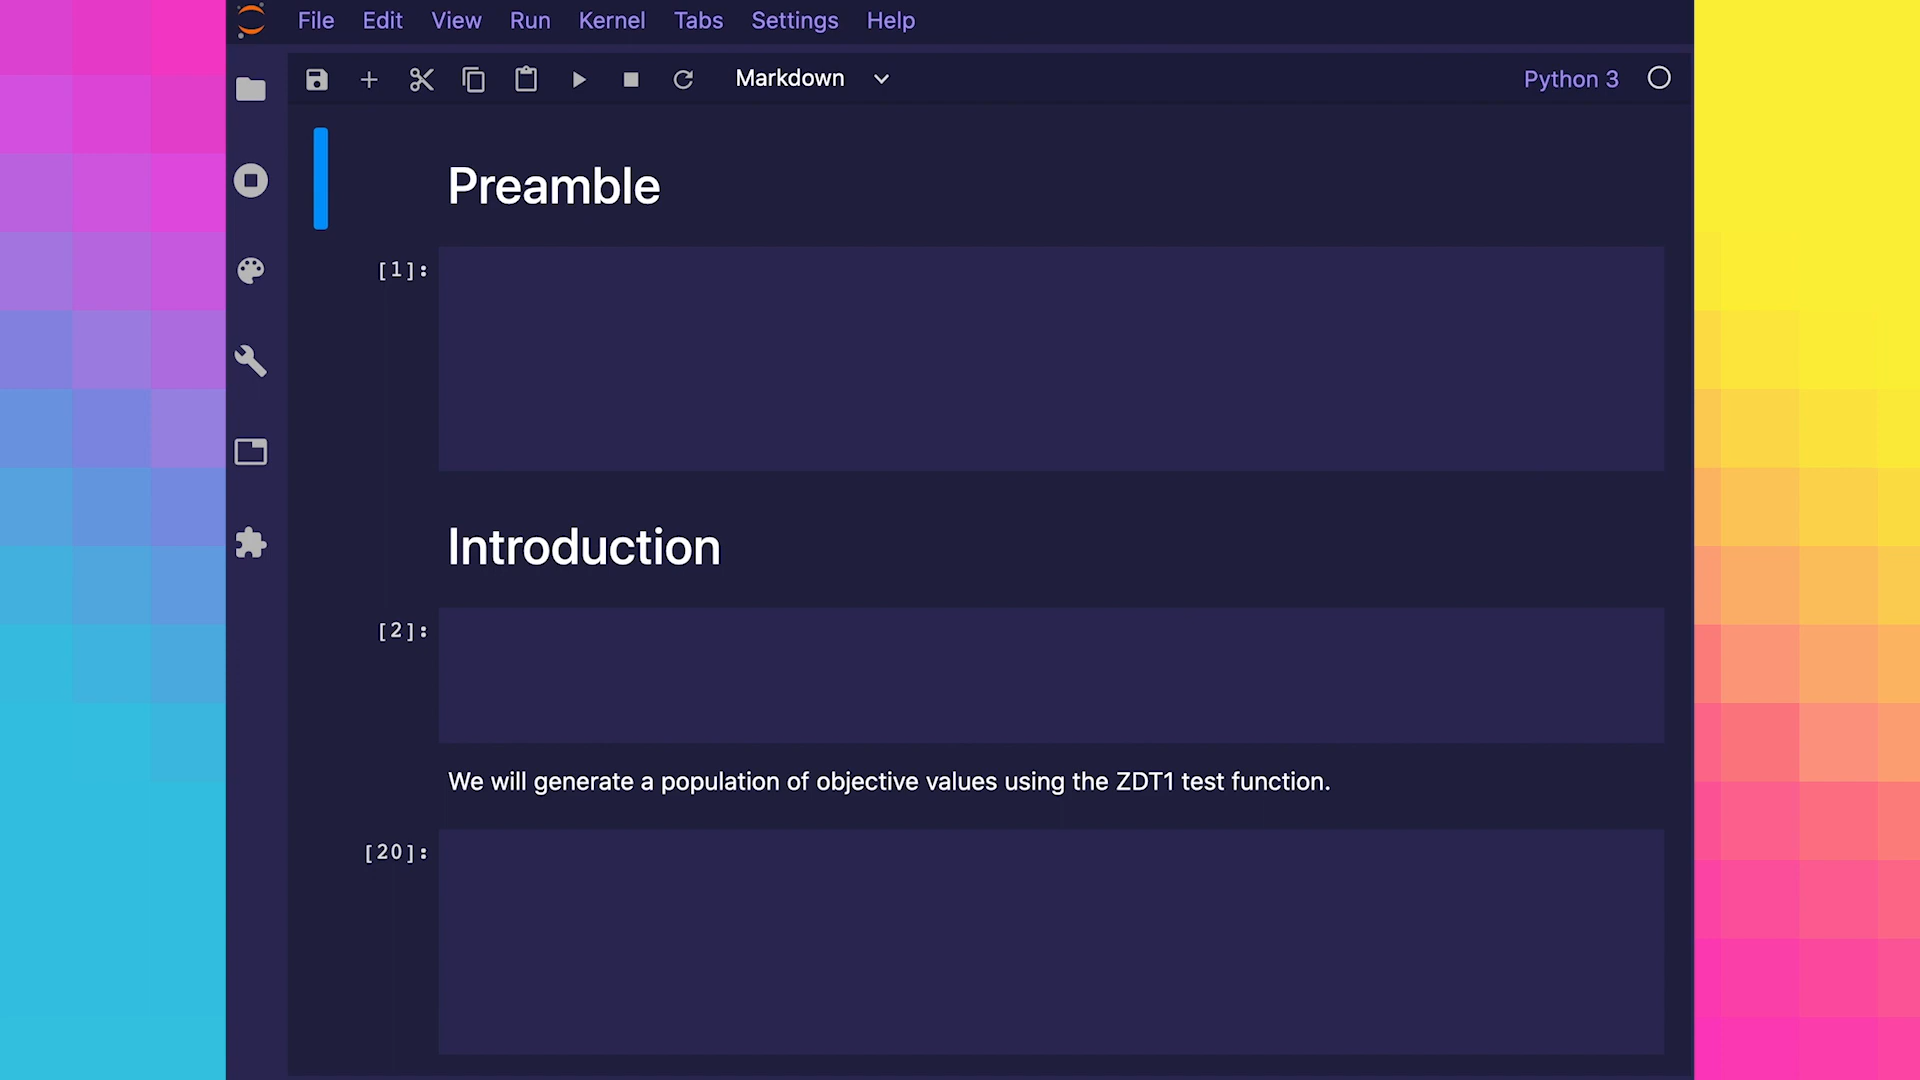 File Edit View Run Kernel Tabs Settings Help
Markdown Python 3
Preamble
[1]:
Introduction
[2]:
We will generate a population of objective values using the ZDT1 test function.
[20]: